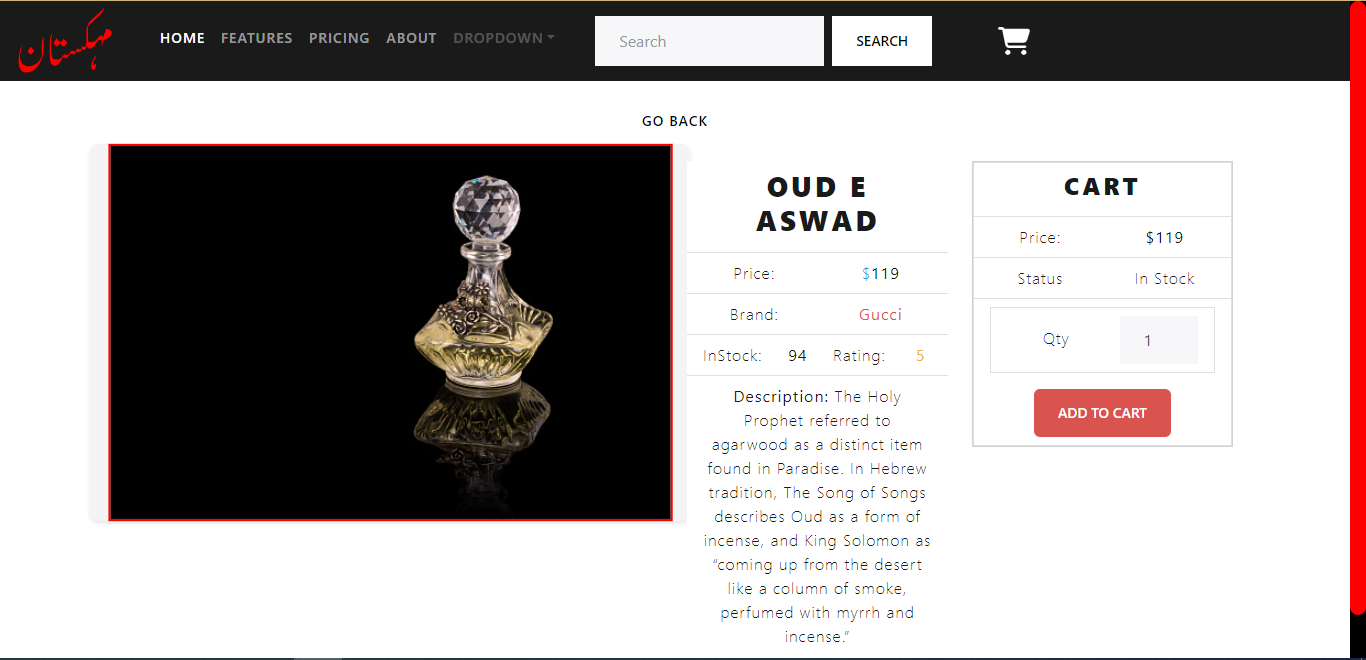 مہکستان
HOME FEATURES PRICING ABOUT DROPDOWN
Search
SEARCH
GO BACK
OUD E
ASWAD
Price: $119
Brand: Gucci
InStock: 94 Rating: 5
Description: The Holy
Prophet referred to
agarwood as a distinct item
found in Paradise. In Hebrew
tradition, The Song of Songs
describes Oud as a form of
incense, and King Solomon as
“coming up from the desert
like a column of smoke,
perfumed with myrrh and
incense.”
CART
Price: $119
Status In Stock
Qty 1
ADD TO CART